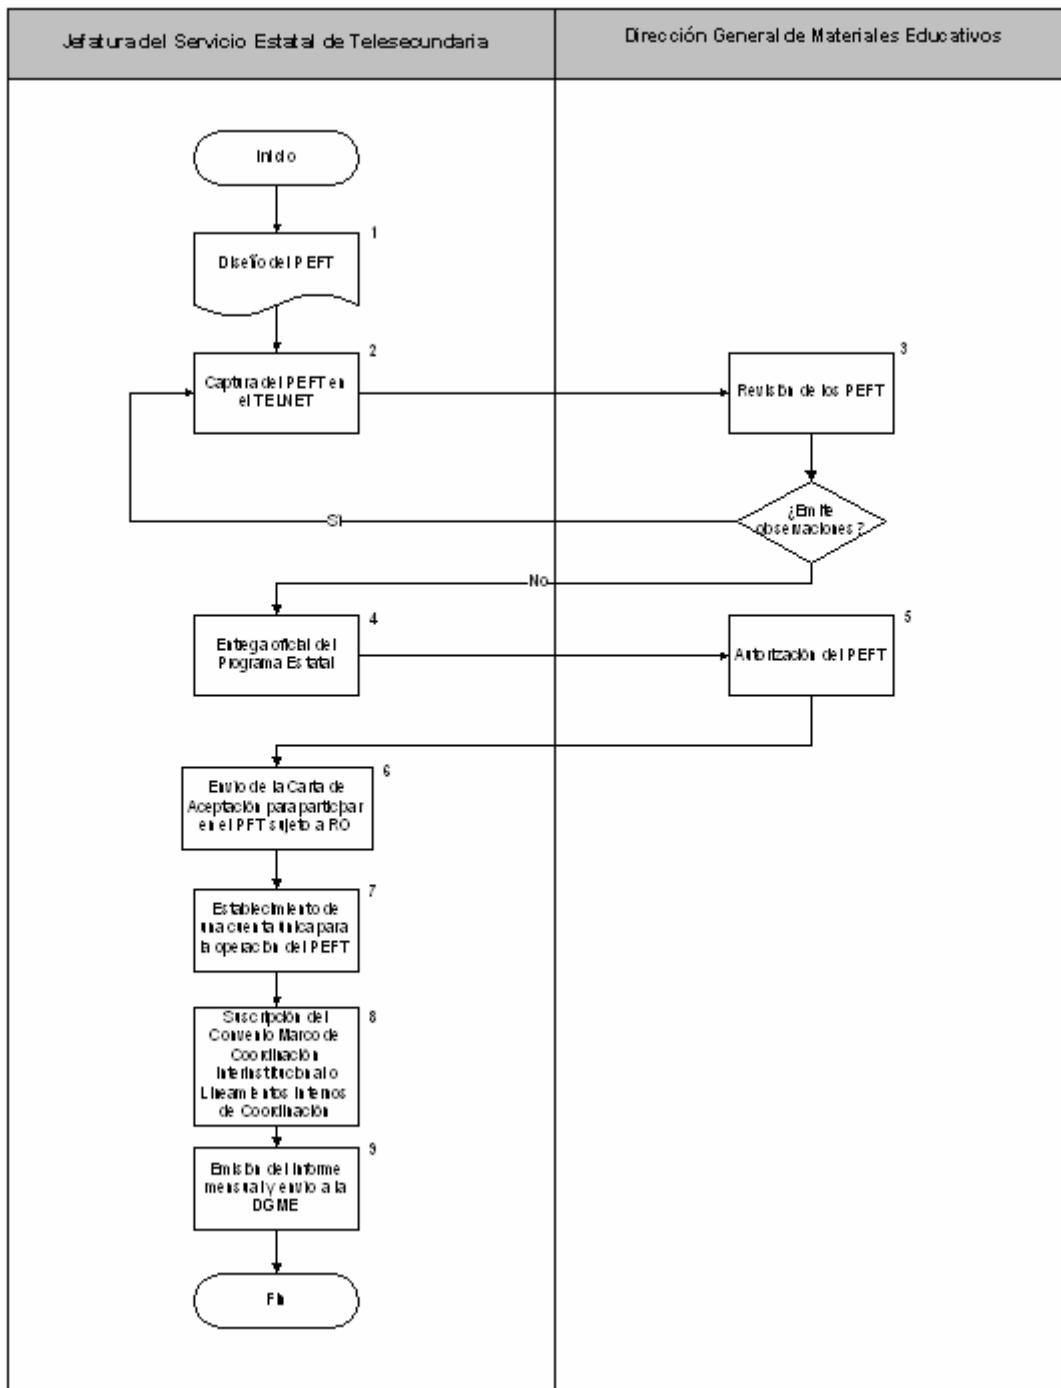 Jefatura del Servicio Estatal de Telesecundaria
Dirección General de Materiales Educativos
Inicio
1
Diseño del PEFT
2
Captura del PEFT en
el TELNET
3
Revisión de los PEFT
¿Emite
observaciones?
Si
No
4
Entrega oficial del
Programa Estatal
5
Autorización del PEFT
6
Envío de la Carta de
Aceptación para participar
en el PFT sujeto a RO
7
Establecimiento de
una cuenta única para
la operación del PEFT
8
Suscripción del
Convenio Marco de
Coordinación
Interinstitucional o
Lineamientos Internos
de Coordinación
9
Emisión del informe
mensual y envío a la
DGME
Fin